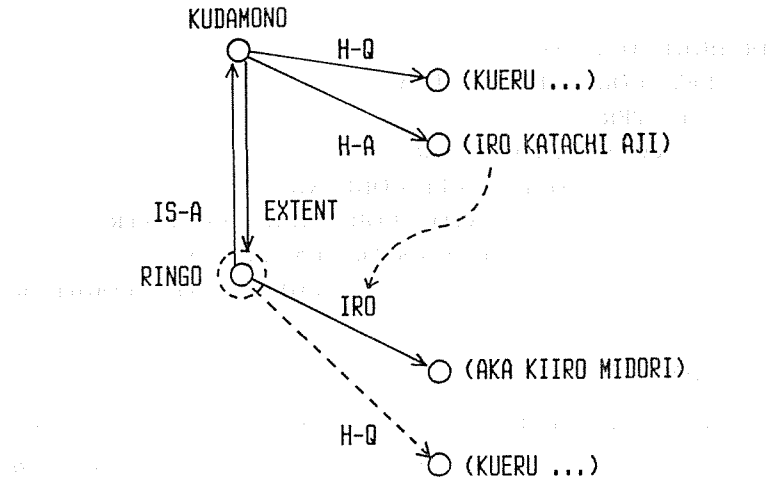 KUDAMONO
H-Q
(KUERU ...)
H-A
(IRO KATACHI AJI)
IS-A
EXTENT
RINGO
IRO
(AKA KIIRO MIDORI)
H-Q
(KUERU ...)